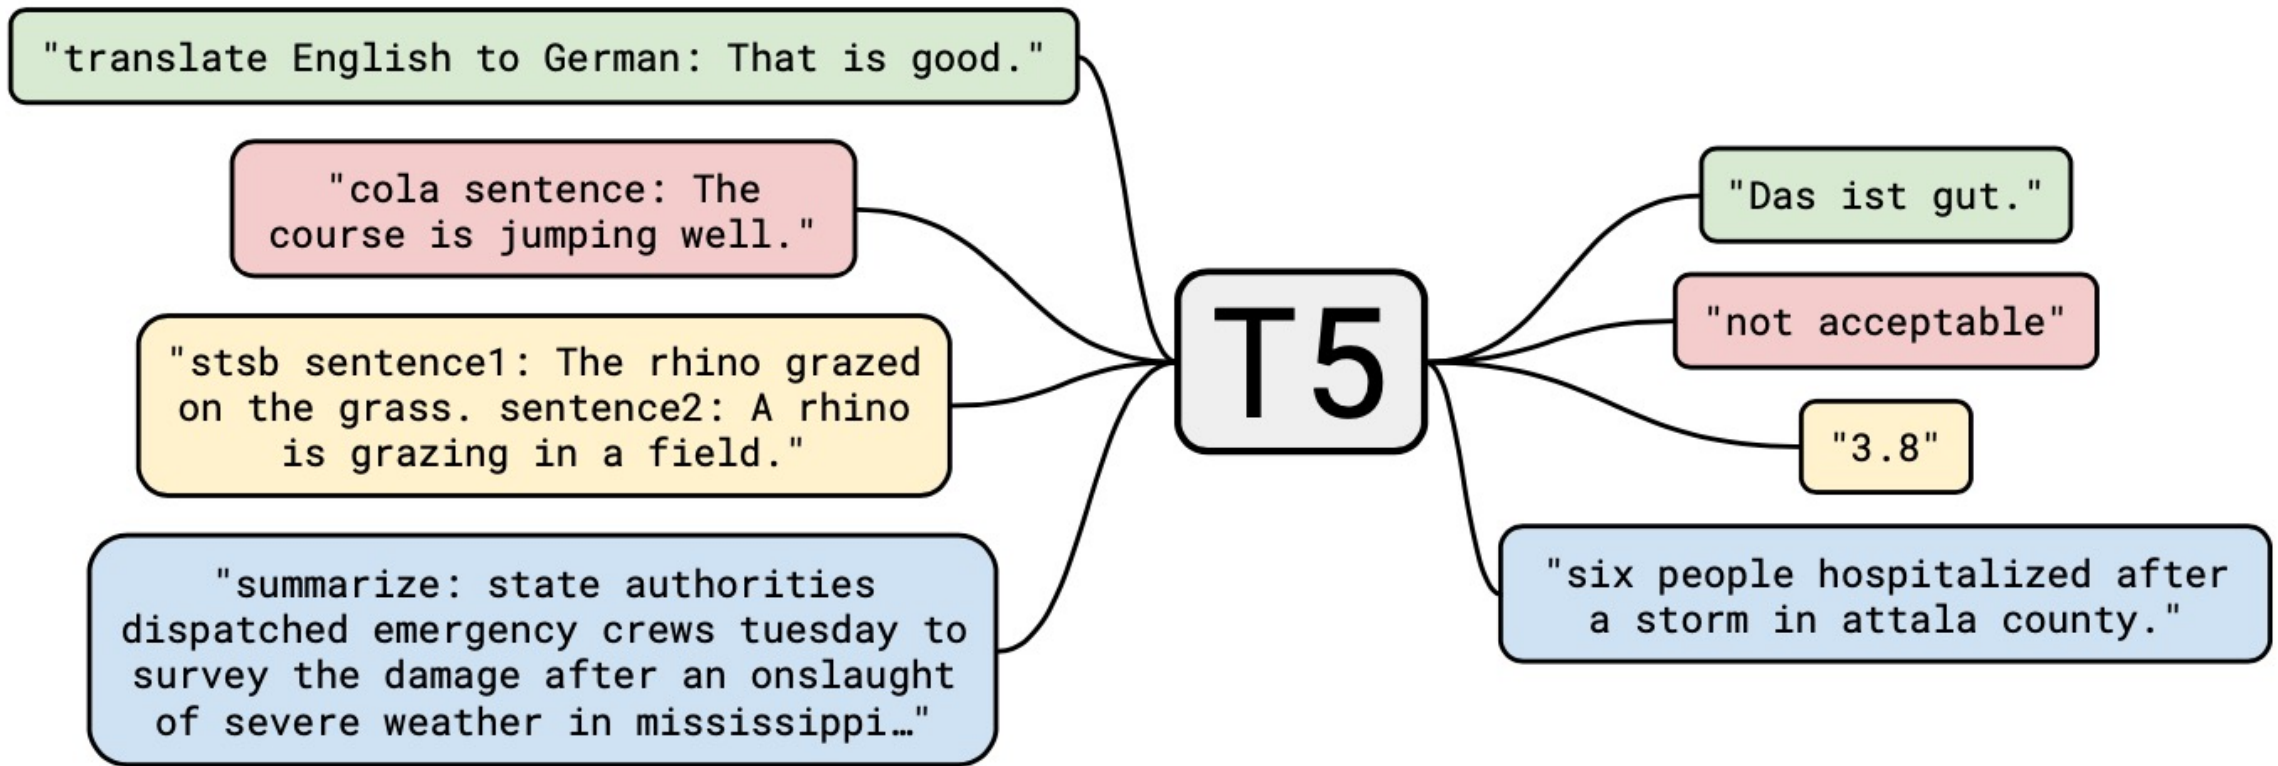 "translate English to German: That is good."
"cola sentence: The
course is jumping well."
"stsb sentence1: The rhino grazed
on the grass. sentence2: A rhino
is grazing in a field."
"summarize: state authorities
dispatched emergency crews tuesday to
survey the damage after an onslaught
of severe weather in mississippi…"
T5
"Das ist gut."
"not acceptable"
"3.8"
"six people hospitalized after
a storm in attala county."